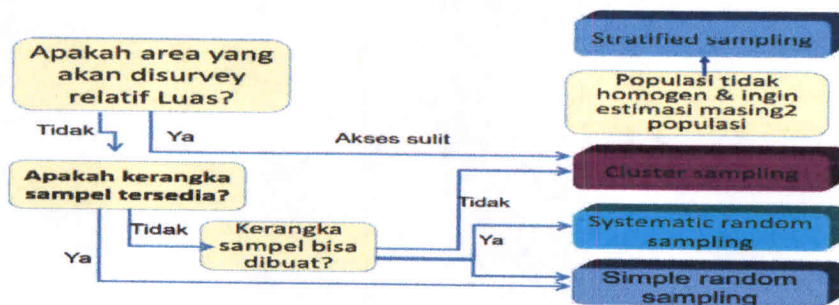 Apakah area yang
akan disurvey
relatif Luas?
Stratified sampling
Populasi tidak
homogen & ingin
estimasi masing2
populasi
Tidak
Ya
Akses sulit
Apakah kerangka
sampel tersedia?
Cluster sampling
Tidak
Tidak
Kerangka
sampel bisa
dibuat?
Ya
Ya
Systematic random
sampling
Simple random
sampling